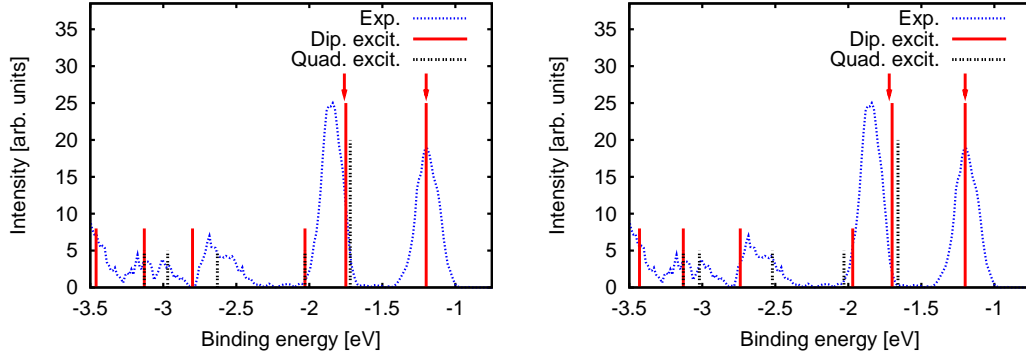 35
30
25
20
15
10
5
0
Intensity [arb. units]
Exp.
Dip. excit.
Quad. excit.
-3.5 -3 -2.5 -2 -1.5 -1
Binding energy [eV]
35
30
25
20
15
10
5
0
Intensity [arb. units]
Exp.
Dip. excit.
Quad. excit.
-3.5 -3 -2.5 -2 -1.5 -1
Binding energy [eV]